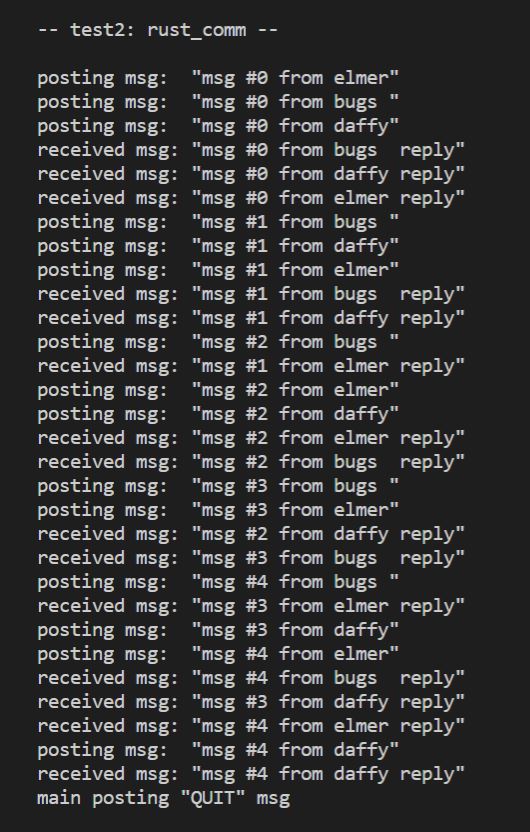 -- test2: rust_comm --
posting msg:  "msg #0 from elmer"
posting msg:  "msg #0 from bugs "
posting msg:  "msg #0 from daffy"
received msg: "msg #0 from bugs  reply"
received msg: "msg #0 from daffy reply"
received msg: "msg #0 from elmer reply"
posting msg:  "msg #1 from bugs "
posting msg:  "msg #1 from daffy"
posting msg:  "msg #1 from elmer"
received msg: "msg #1 from bugs  reply"
received msg: "msg #1 from daffy reply"
posting msg:  "msg #2 from bugs "
received msg: "msg #1 from elmer reply"
posting msg:  "msg #2 from elmer"
posting msg:  "msg #2 from daffy"
received msg: "msg #2 from elmer reply"
received msg: "msg #2 from bugs  reply"
posting msg:  "msg #3 from bugs "
posting msg:  "msg #3 from elmer"
received msg: "msg #2 from daffy reply"
received msg: "msg #3 from bugs  reply"
posting msg:  "msg #4 from bugs "
received msg: "msg #3 from elmer reply"
posting msg:  "msg #3 from daffy"
posting msg:  "msg #4 from elmer"
received msg: "msg #4 from bugs  reply"
received msg: "msg #3 from daffy reply"
received msg: "msg #4 from elmer reply"
posting msg:  "msg #4 from daffy"
received msg: "msg #4 from daffy reply"
main posting "QUIT" msg